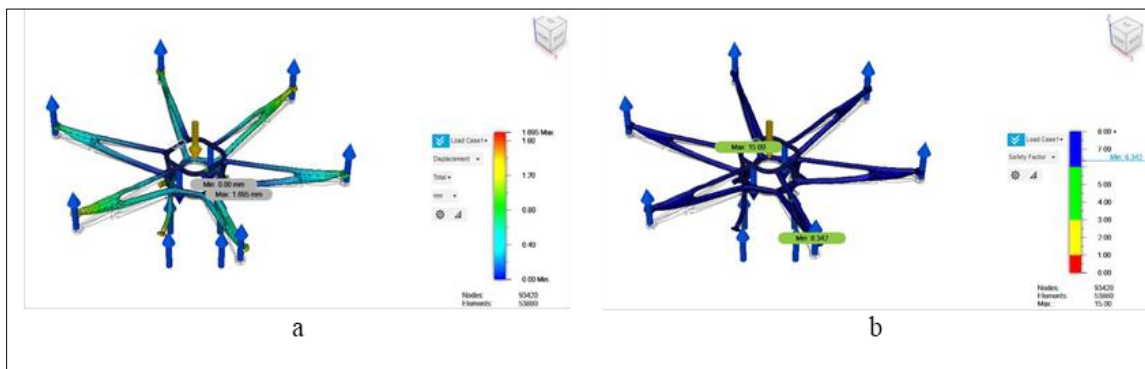 Load Case1
Displacement
Total
mm
1.695 Max.
1.60
1.20
0.80
0.40
0.00 Min.
Min: 0.00 mm
Max: 1.695 mm
Nodes: 93420
Elements: 53880
a
Load Case1
Safety Factor
8.00 +
7.00
Min: 6.342
5.00
4.00
3.00
2.00
1.00
0.00
Max: 15.00
Min: 6.342
Nodes: 93420
Elements: 53880
Max.: 15.00
b